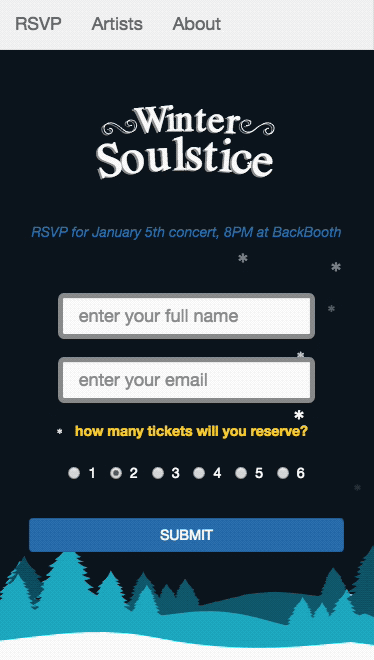 RSVP Artists About
Winter
Soulstice
RSVP for January 5th concert, 8PM at BackBooth
enter your full name
enter your email
how many tickets will you reserve?
1 2 3 4 5 6
SUBMIT